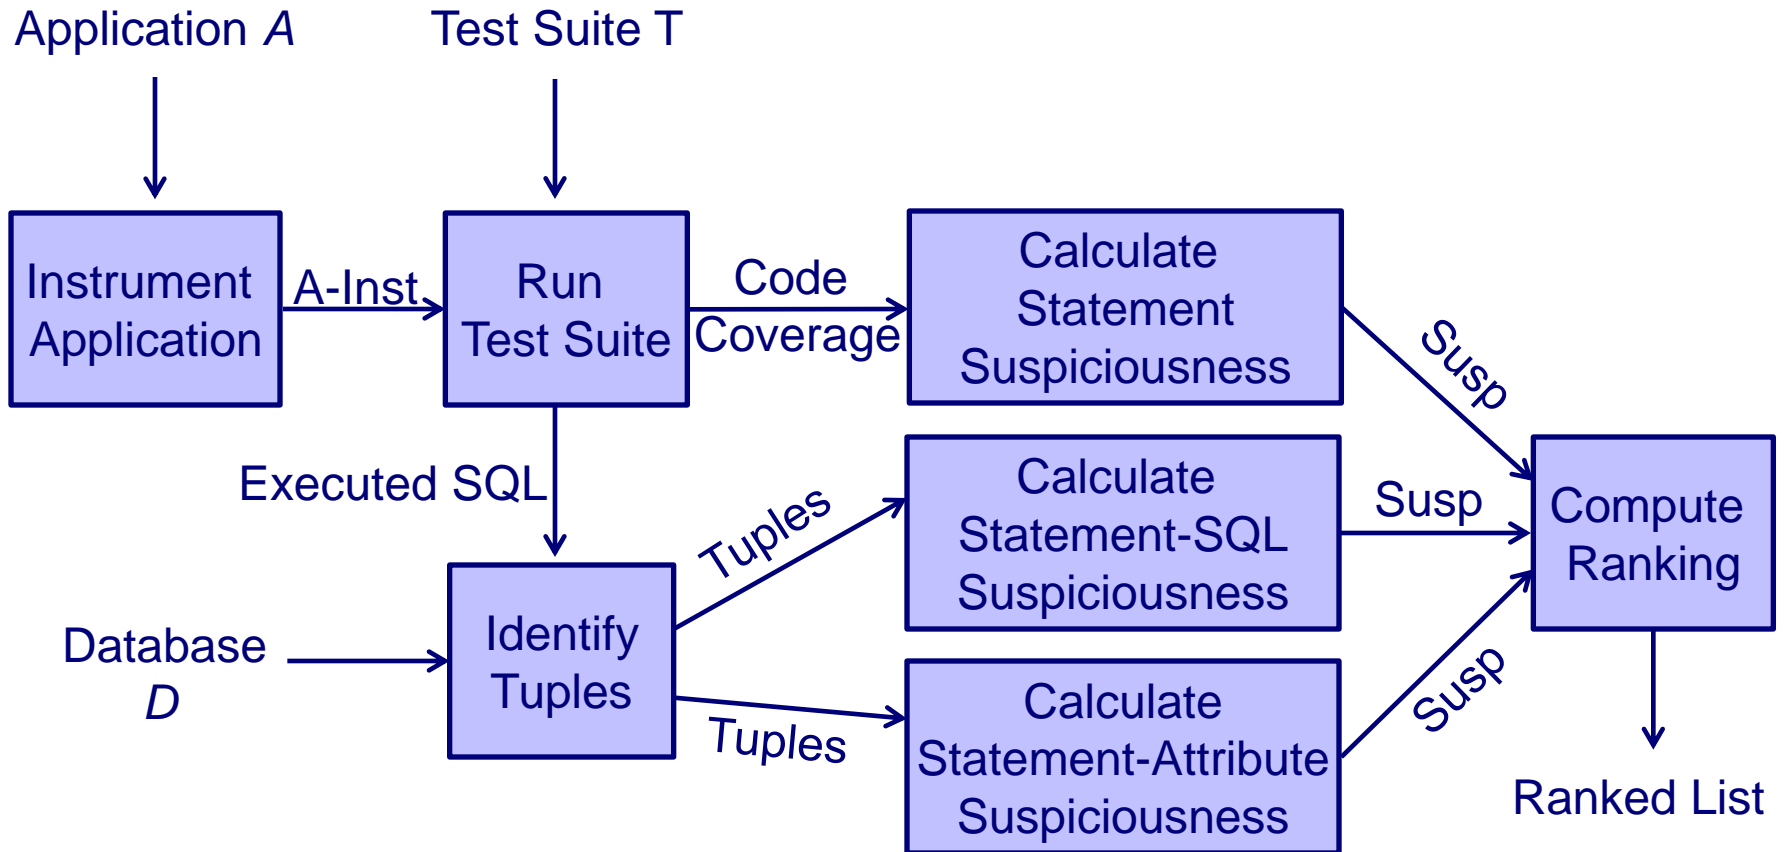 Application A
Test Suite T
Instrument
Application
A-Inst
Run
Test Suite
Code
Coverage
Calculate
Statement
Suspiciousness
Susp
Executed SQL
Tuples
Calculate
Statement-SQL
Suspiciousness
Susp
Compute
Ranking
Database
D
Identify
Tuples
Tuples
Calculate
Statement-Attribute
Suspiciousness
Susp
Ranked List